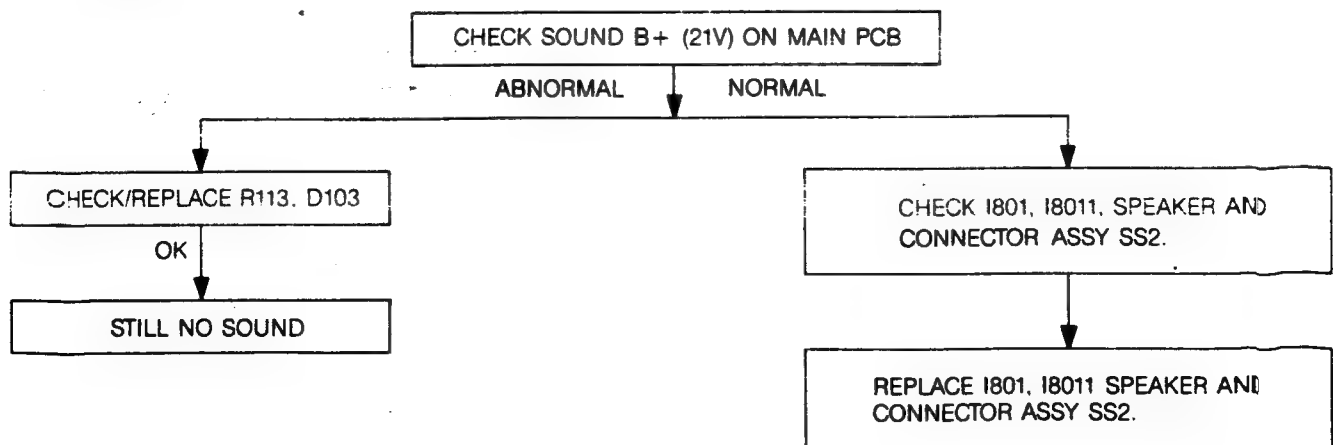 CHECK SOUND B+ (21V) ON MAIN PCB
ABNORMAL
NORMAL
CHECK/REPLACE R113. D103
OK
STILL NO SOUND
CHECK I801, I8011. SPEAKER AND
CONNECTOR ASSY SS2.
REPLACE I801, I8011 SPEAKER AND
CONNECTOR ASSY SS2.